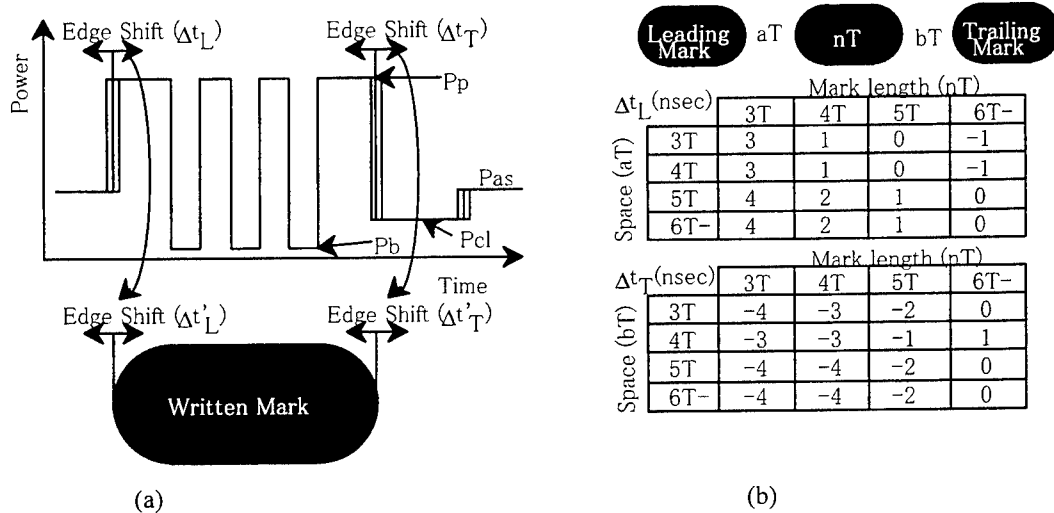 Edge Shift (Δt_L)
Edge Shift (Δt_T)
Power
Pp
Pas
Pb
Pcl
Time
Edge Shift (Δt'_L)
Edge Shift (Δt'_T)
Written Mark
(a)
Leading Mark aT nT bT Trailing Mark
Mark length (nT)
Δt_L(nsec) 3T 4T 5T 6T-
Space (aT)
3T 3 1 0 -1
4T 3 1 0 -1
5T 4 2 1 0
6T- 4 2 1 0
Mark length (nT)
Δt_T(nsec) 3T 4T 5T 6T-
Space (bT)
3T -4 -3 -2 0
4T -3 -3 -1 1
5T -4 -4 -2 0
6T- -4 -4 -2 0
(b)